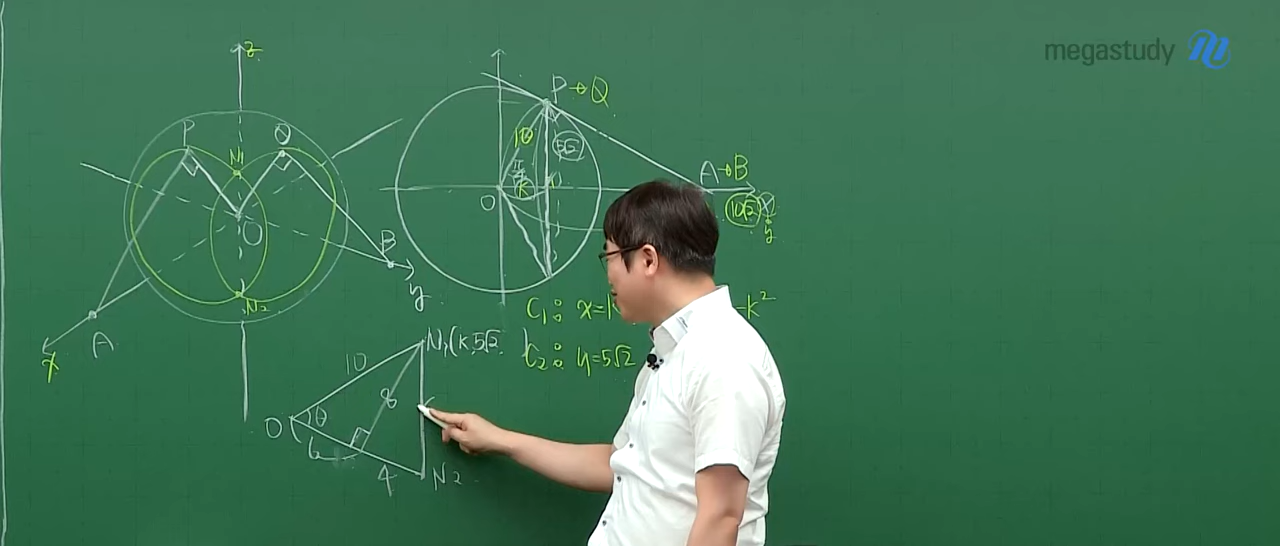 megastudy
z
P
Q
N1
O
B
y
A
x
P→Q
10
5√2
π/4
k
O
A→B
10√2
y
C1: x=k
-k²
C2: y=5√2
N1(k,5√2
10
8
O
θ
6
4
N2
N2